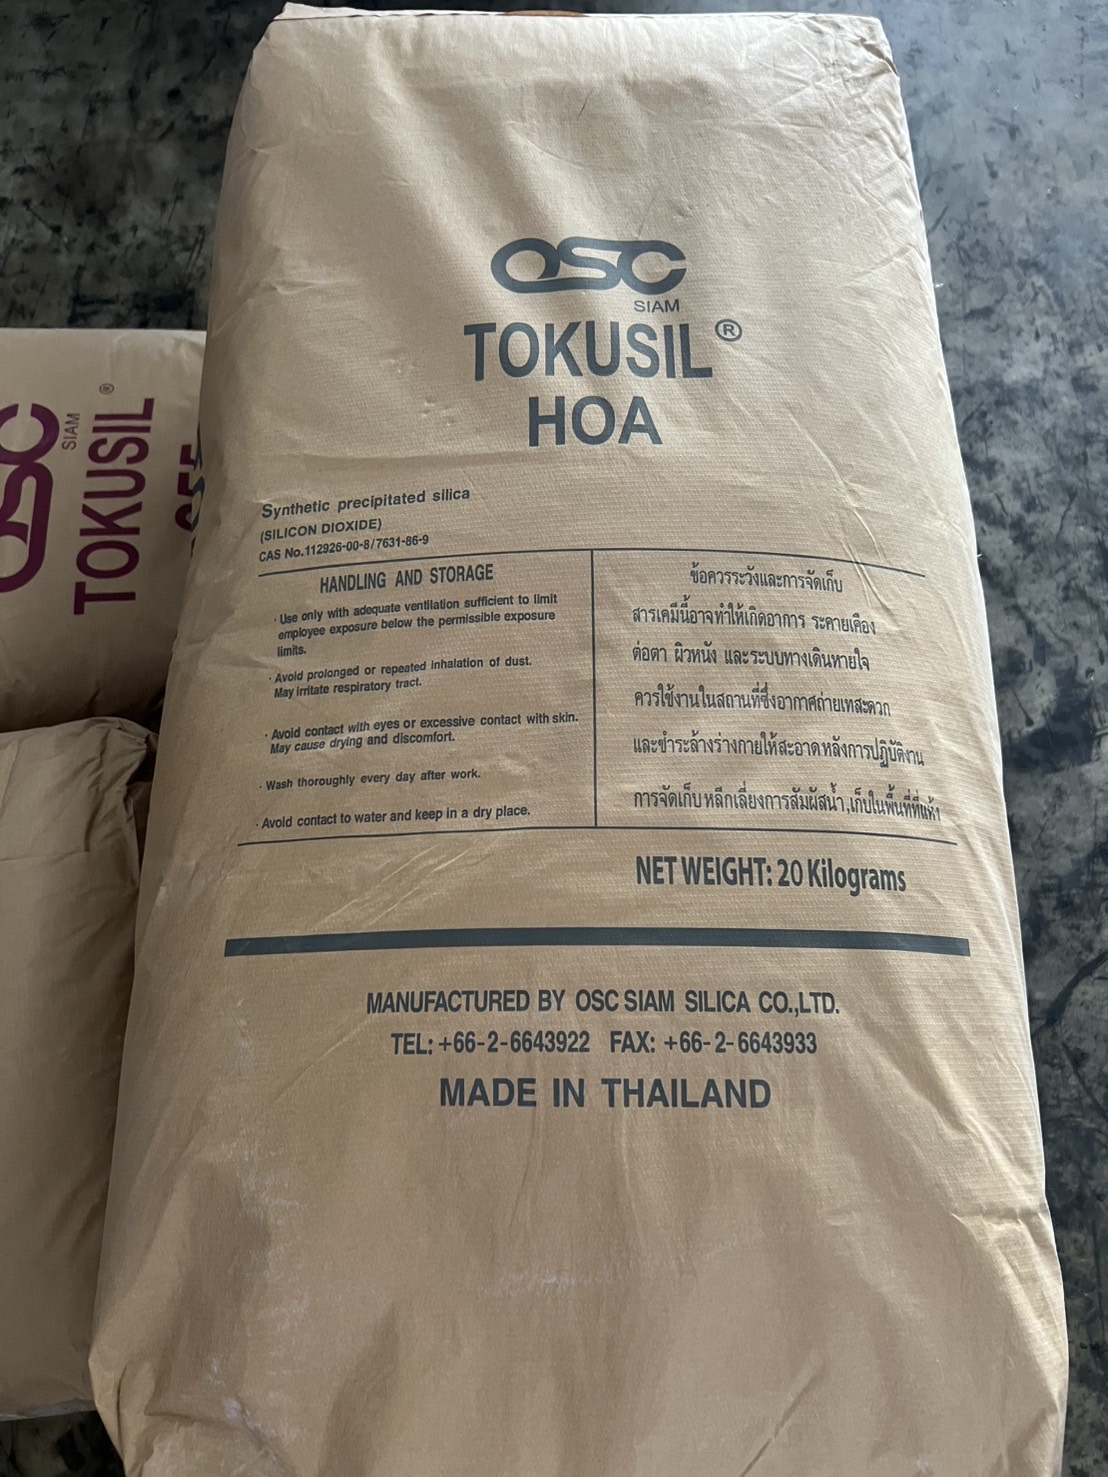 OSC
SIAM
TOKUSIL®
HOA
Synthetic precipitated silica
(SILICON DIOXIDE)
CAS No.112926-00-8/7631-86-9
HANDLING AND STORAGE
· Use only with adequate ventilation sufficient to limit
employee exposure below the permissible exposure
limits.
· Avoid prolonged or repeated inhalation of dust.
May irritate respiratory tract.
· Avoid contact with eyes or excessive contact with skin.
May cause drying and discomfort.
· Wash thoroughly every day after work.
· Avoid contact to water and keep in a dry place.
ข้อควรระวังและการจัดเก็บ
สารเคมีนี้อาจทำให้เกิดอาการ ระคายเคือง
ต่อตา ผิวหนัง และระบบทางเดินหายใจ
ควรใช้งานในสถานที่ซึ่งอากาศถ่ายเทสะดวก
และชำระล้างร่างกายให้สะอาดหลังการปฏิบัติงาน
การจัดเก็บหลีกเลี่ยงการสัมผัสน้ำ,เก็บในพื้นที่ที่แห้ง
NET WEIGHT: 20 Kilograms
MANUFACTURED BY OSC SIAM SILICA CO.,LTD.
TEL: +66-2-6643922 FAX: +66-2-6643933
MADE IN THAILAND
OSC
SIAM
TOKUSIL®